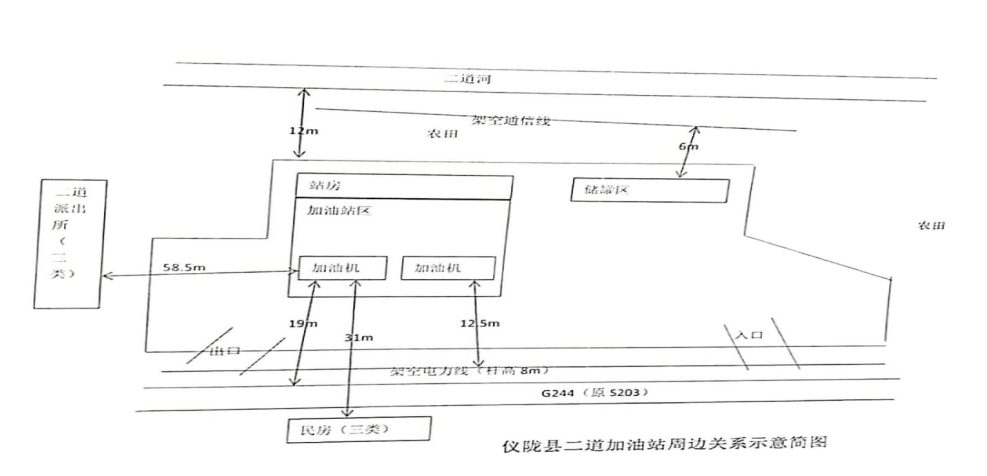 二道河
架空通信线
12m
农田
6m
站房
储罐区
二道
派出
所
(
二
类)
加油站区
农田
58.5m
加油机
加油机
19m
31m
12.5m
出口
入口
架空电力线(杆高 8m)
G244(原 S203)
民房(三类)
仪陇县二道加油站周边关系示意简图